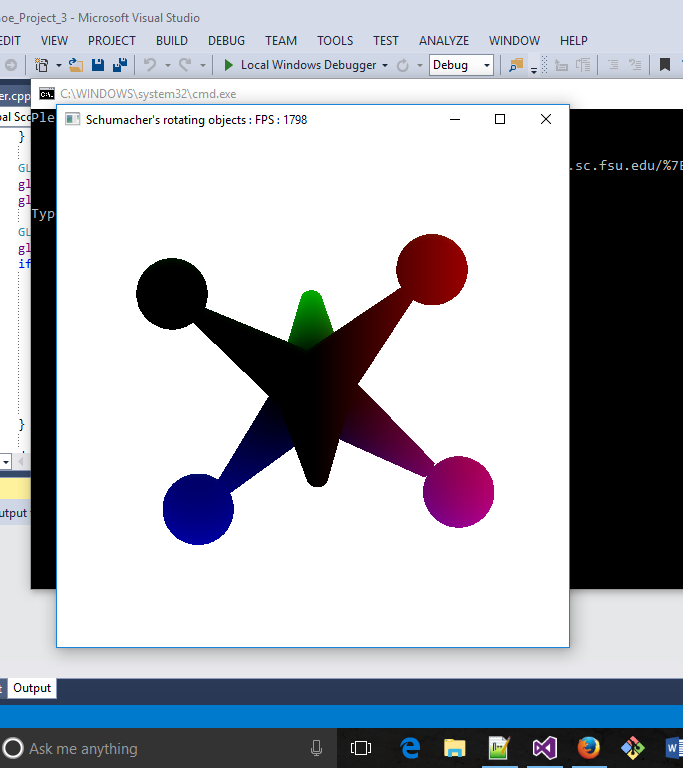 oe_Project_3 - Microsoft Visual Studio
EDIT VIEW PROJECT BUILD DEBUG TEAM TOOLS TEST ANALYZE WINDOW HELP
Local Windows Debugger Debug
er.cpp
C:\WINDOWS\system32\cmd.exe
bal Sco
Ple
Schumacher's rotating objects : FPS : 1798
}
GL
.sc.fsu.edu/%7E
gl
gl
Typ
GL
gl
if
}
utput
Output
Ask me anything